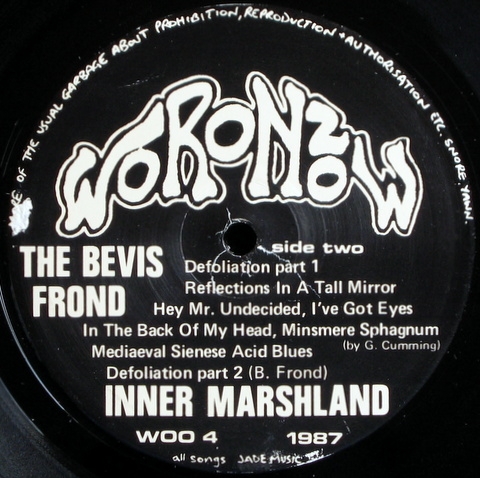 MORE OF THE USUAL GARBAGE ABOUT PROHIBITION, REPRODUCTION + AUTHORISATION ETC. SNORE. YAWN.
WORONZOW
side two
THE BEVIS
FROND
Defoliation part 1
Reflections In A Tall Mirror
Hey Mr. Undecided, I've Got Eyes
In The Back Of My Head, Minsmere Sphagnum
(by G. Cumming)
Mediaeval Sienese Acid Blues
Defoliation part 2 (B. Frond)
INNER MARSHLAND
WOO 4 1987
all songs JADE MUSIC